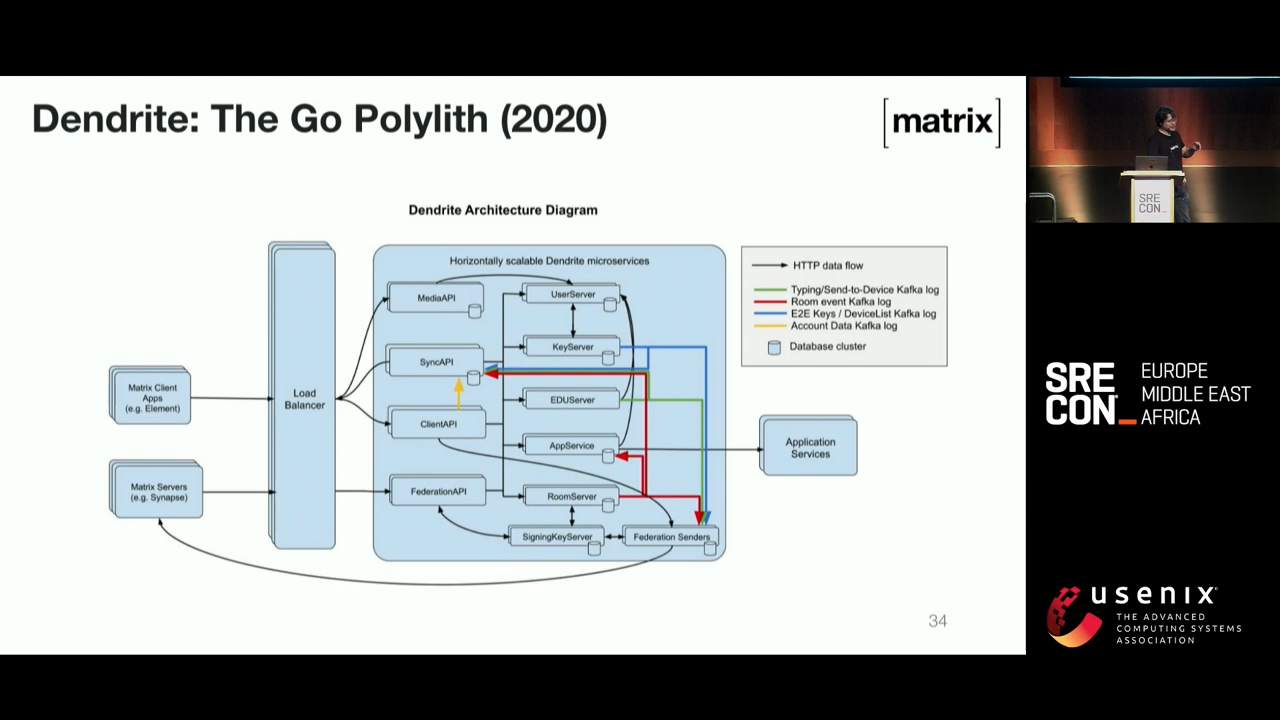 Dendrite: The Go Polylith (2020)
[matrix]
Dendrite Architecture Diagram
Horizontally scalable Dendrite microservices
MediaAPI
UserServer
KeyServer
SyncAPI
EDUServer
ClientAPI
AppService
FederationAPI
RoomServer
SigningKeyServer
Federation Senders
Matrix Client
Apps
(e.g. Element)
Matrix Servers
(e.g. Synapse)
Load
Balancer
Application
Services
HTTP data flow
Typing/Send-to-Device Kafka log
Room event Kafka log
E2E Keys / DeviceList Kafka log
Account Data Kafka log
Database cluster
34
SRE
CON_
SRE
CON_
EUROPE
MIDDLE EAST
AFRICA
usenix
THE ADVANCED
COMPUTING SYSTEMS
ASSOCIATION